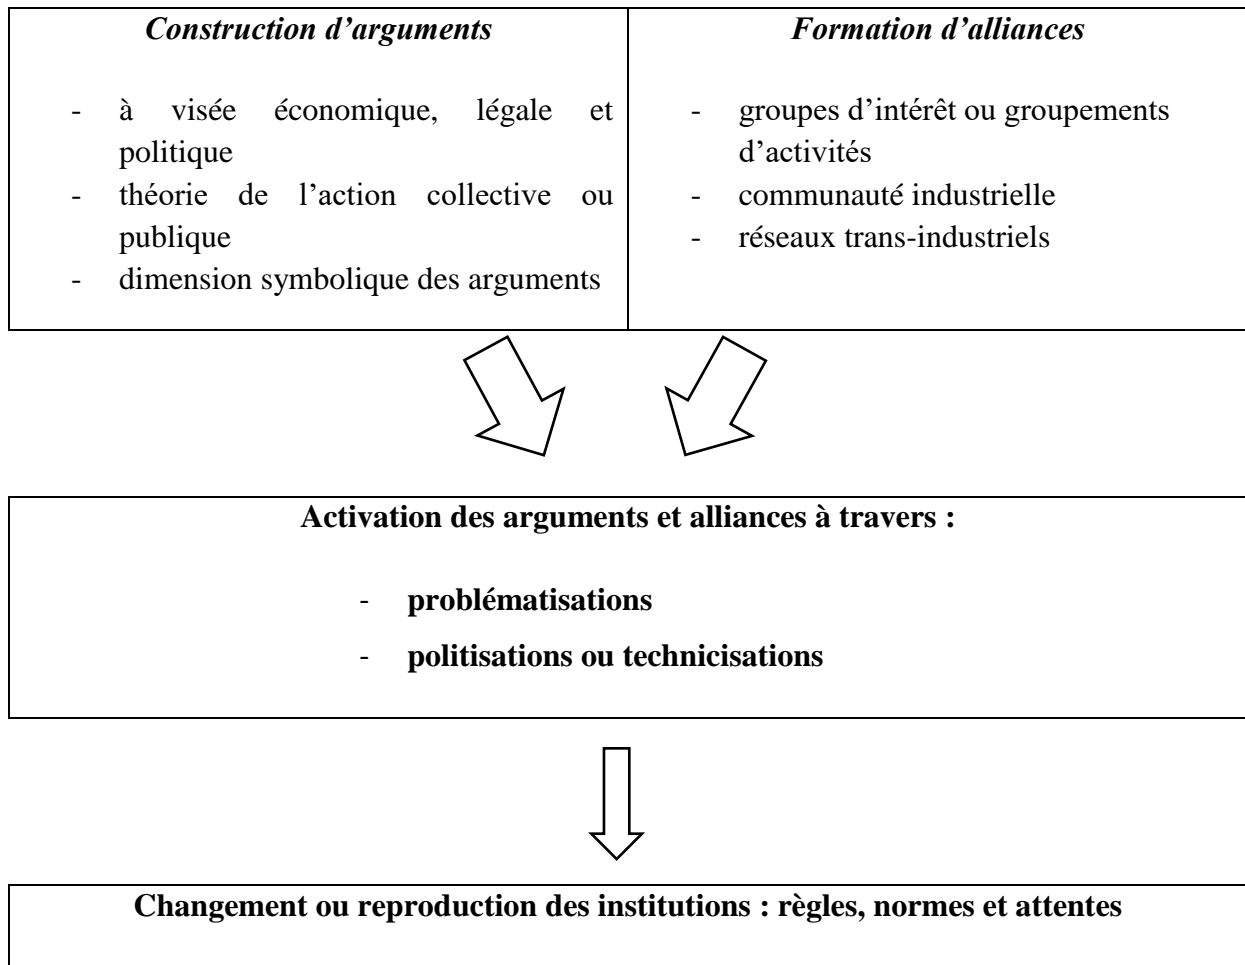 Construction d’arguments
- à visée économique, légale et
politique
- théorie de l’action collective ou
publique
- dimension symbolique des arguments
Formation d’alliances
- groupes d’intérêt ou groupements
d’activités
- communauté industrielle
- réseaux trans-industriels
Activation des arguments et alliances à travers :
- problématisations
- politisations ou technicisations
Changement ou reproduction des institutions : règles, normes et attentes